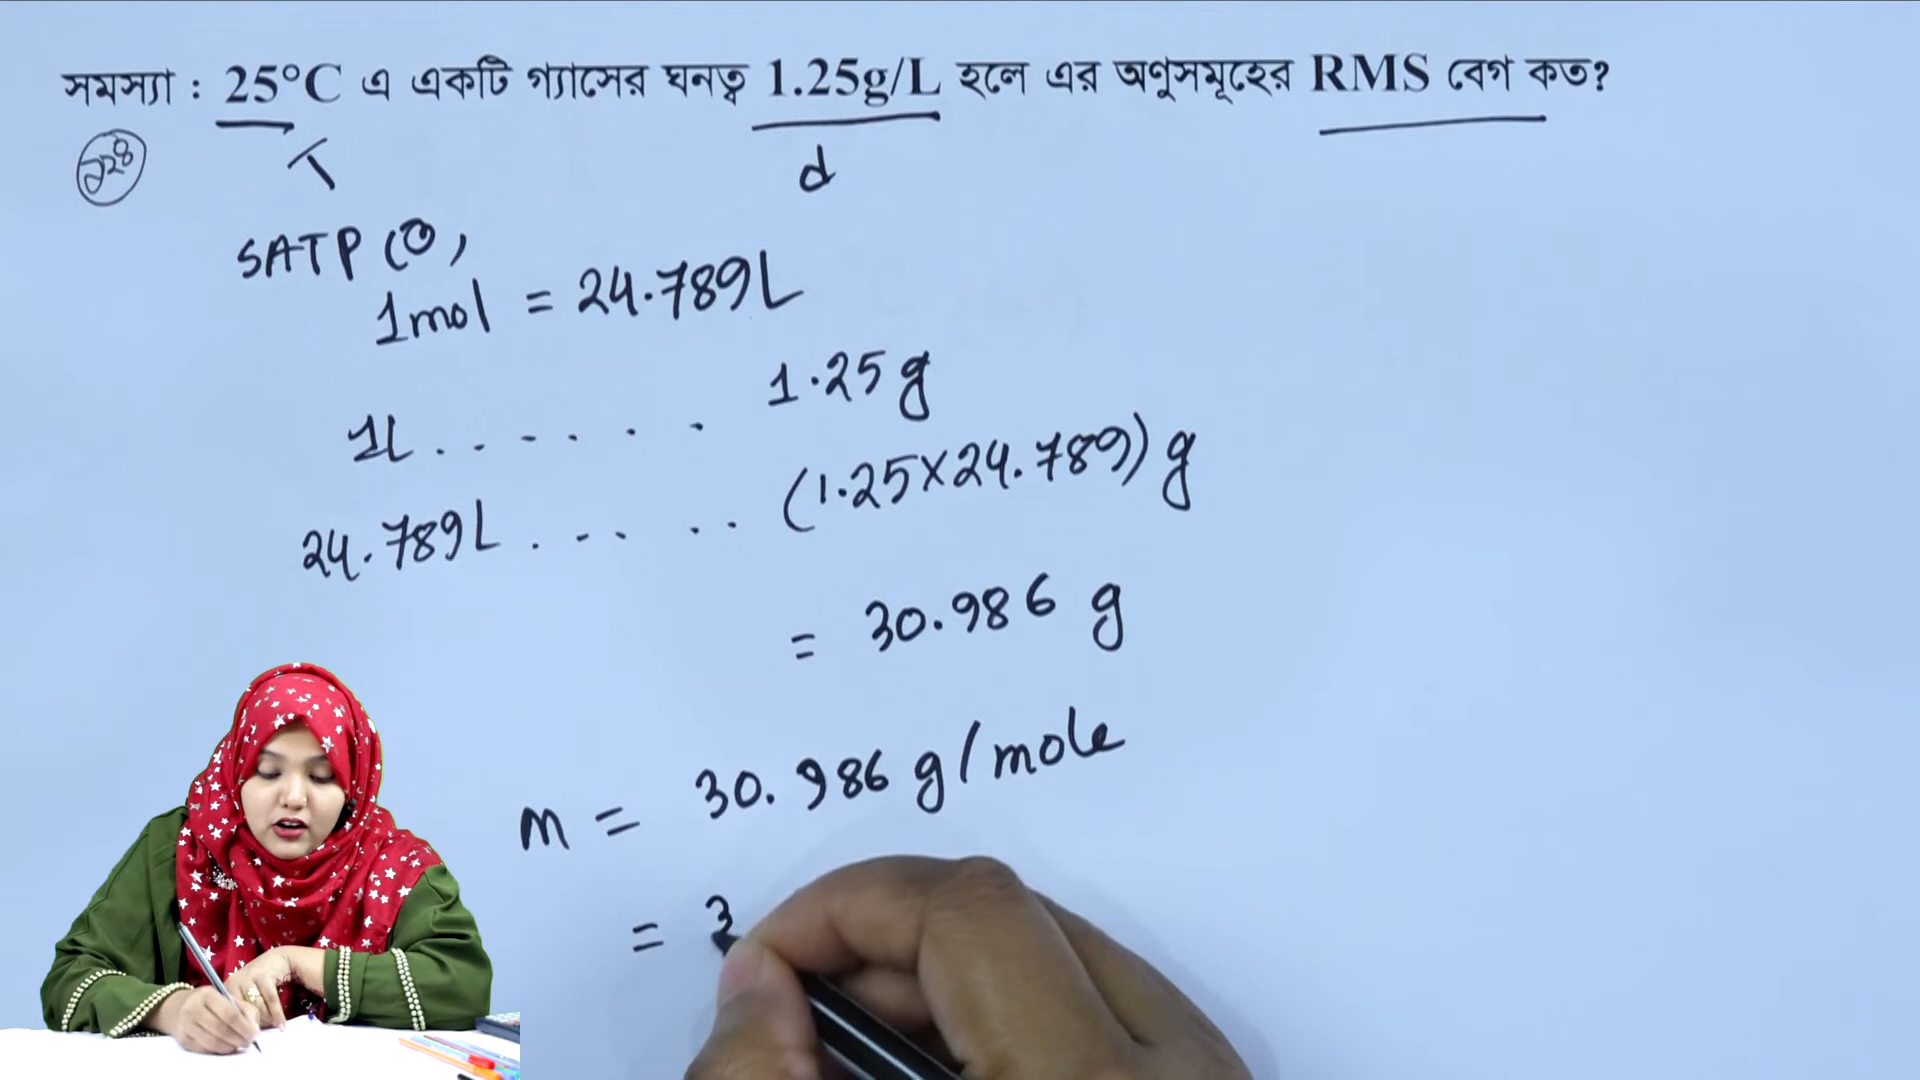 সমস্যা : 25°C এ একটি গ্যাসের ঘনত্ব 1.25g/L হলে এর অণুসমূহের RMS বেগ কত?
T d
SATP তে,
1mol = 24.789L
1L . . . . . . 1.25 g
24.789L . . . . . . (1.25×24.789) g
= 30.986 g
m = 30.986 g/mole
= 3